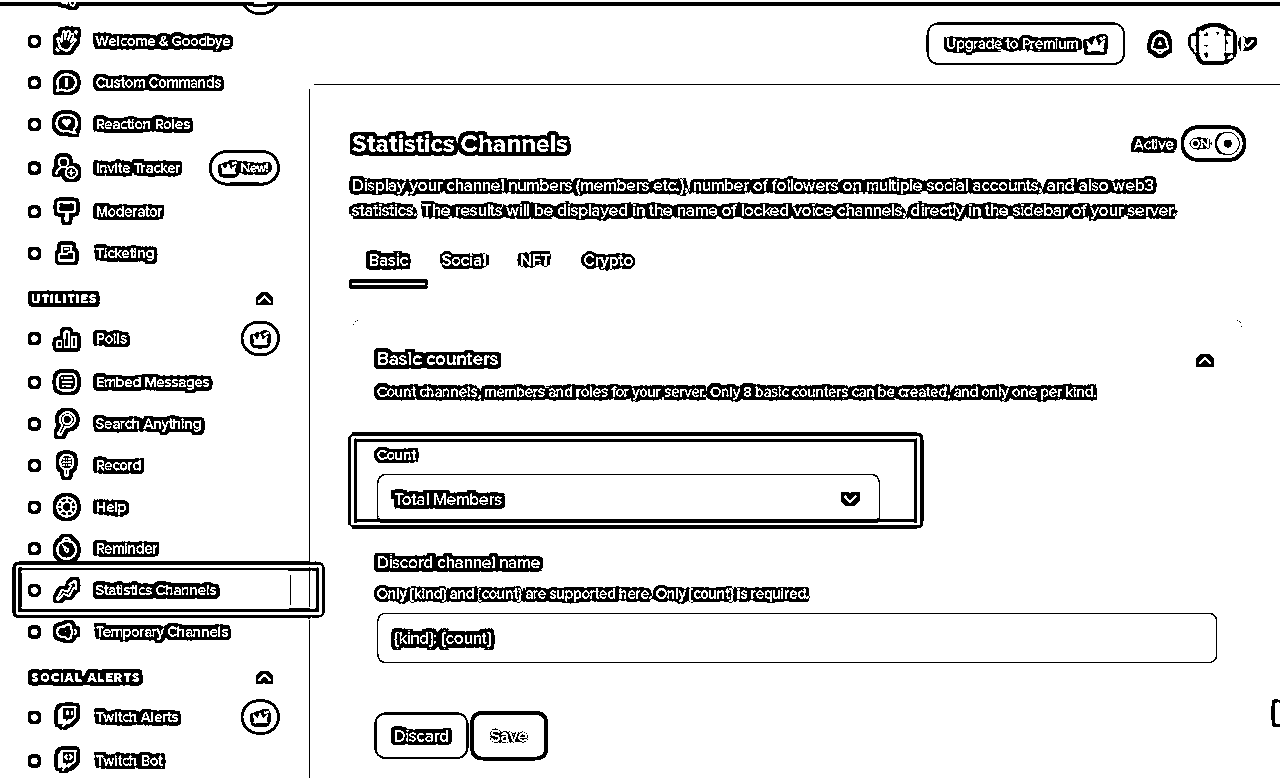 Welcome & Goodbye
Custom Commands
Reaction Roles
Invite Tracker New!
Moderator
Ticketing
UTILITIES
Polls
Embed Messages
Search Anything
Record
Help
Reminder
Statistics Channels
Temporary Channels
SOCIAL ALERTS
Twitch Alerts
Twitch Bot
Upgrade to Premium
Statistics Channels
Active ON
Display your channel numbers (members etc.), number of followers on multiple social accounts, and also web3
statistics. The results will be displayed in the name of locked voice channels, directly in the sidebar of your server.
Basic Social NFT Crypto
Basic counters
Count channels, members and roles for your server. Only 8 basic counters can be created, and only one per kind.
Count
Total Members
Discord channel name
Only {kind} and {count} are supported here. Only {count} is required.
{kind}: {count}
Discard Save